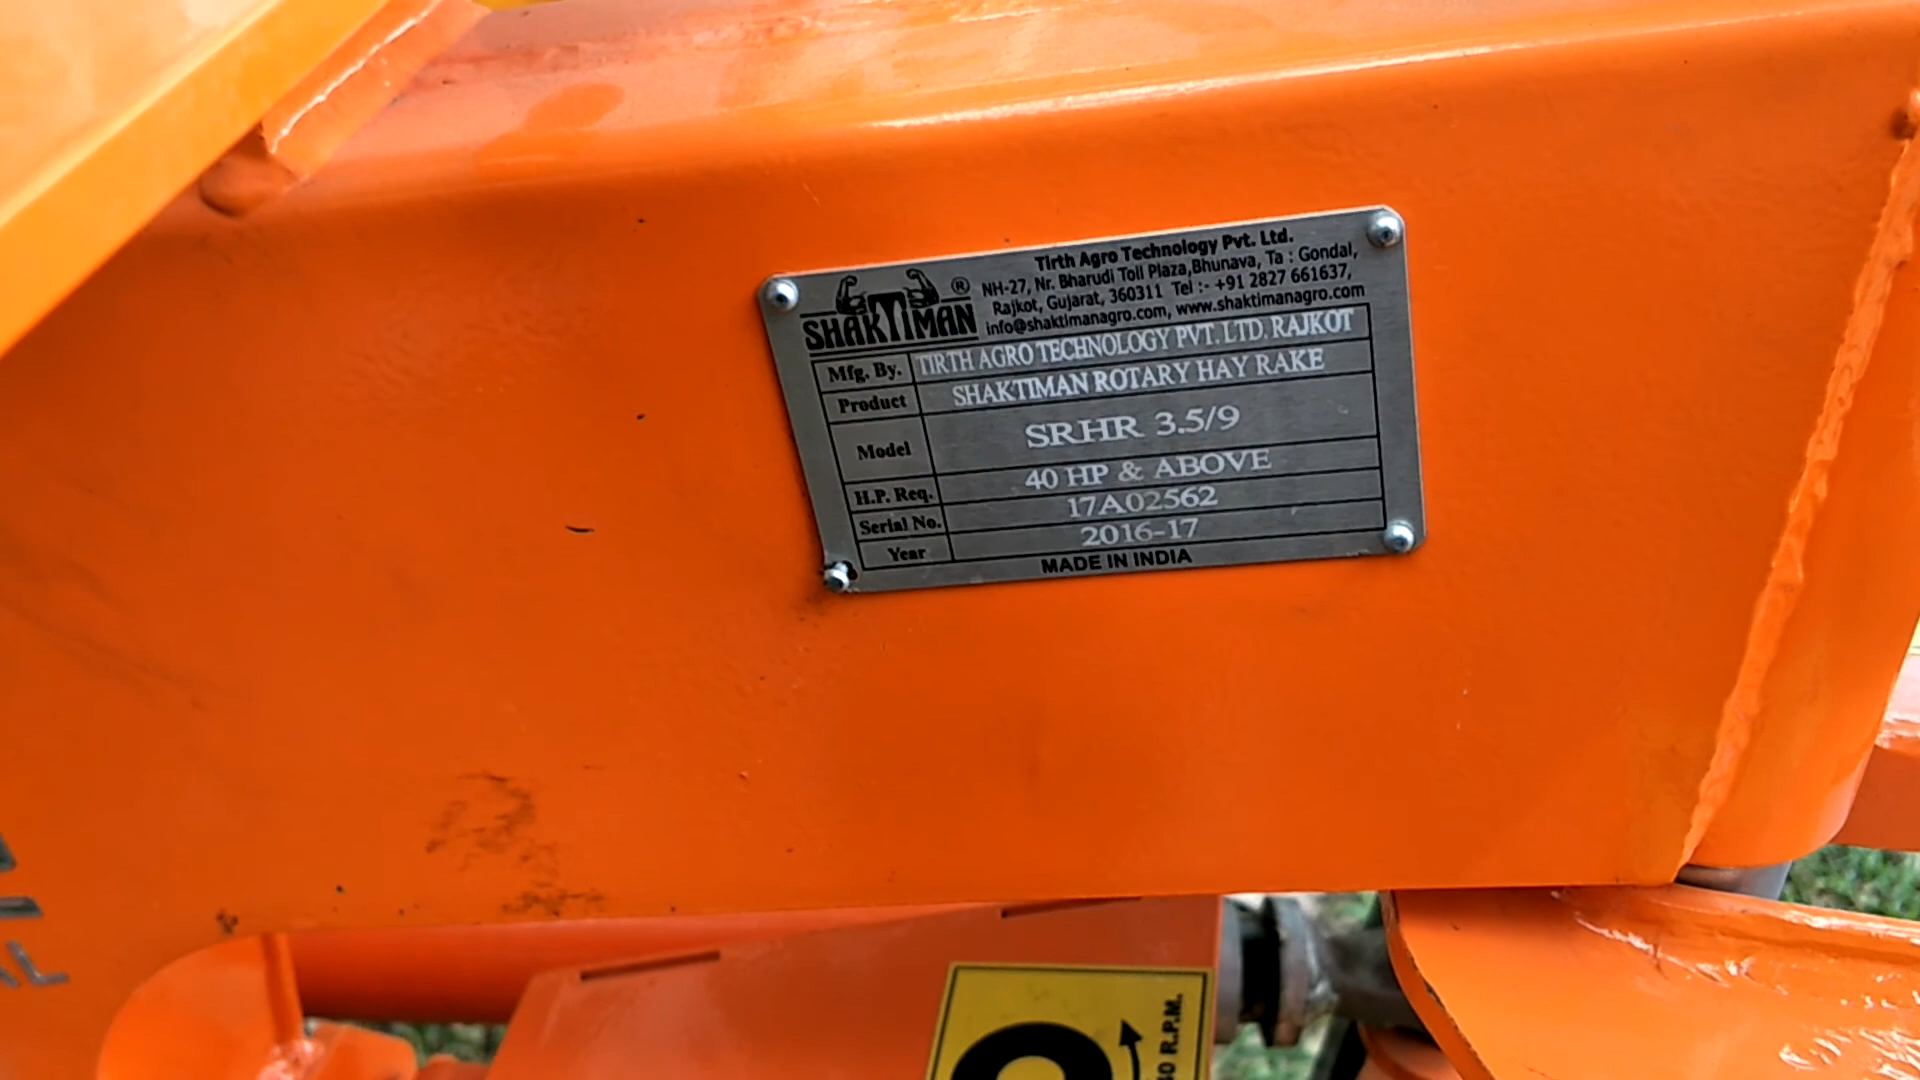 SHAKTIMAN ®
Tirth Agro Technology Pvt. Ltd.
NH-27, Nr. Bharudi Toll Plaza,Bhunava, Ta : Gondal,
Rajkot, Gujarat, 360311 Tel :- +91 2827 661637,
info@shaktimanagro.com, www.shaktimanagro.com
Mfg. By. TIRTH AGRO TECHNOLOGY PVT. LTD. RAJKOT
Product SHAKTIMAN ROTARY HAY RAKE
Model SRHR 3.5/9
H.P. Req. 40 HP & ABOVE
Serial No. 17A02562
Year 2016-17
MADE IN INDIA
R.P.M.